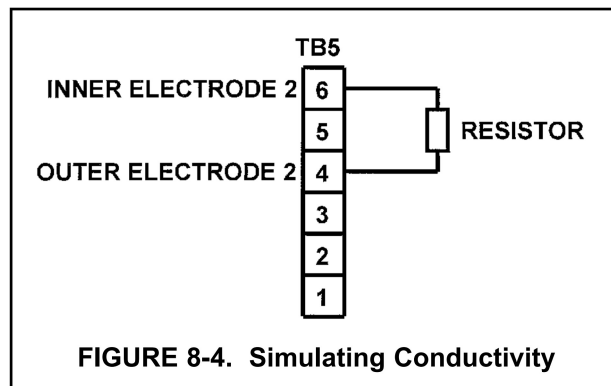 TB5
INNER ELECTRODE 2 6
5
RESISTOR
OUTER ELECTRODE 2 4
3
2
1
FIGURE 8-4. Simulating Conductivity